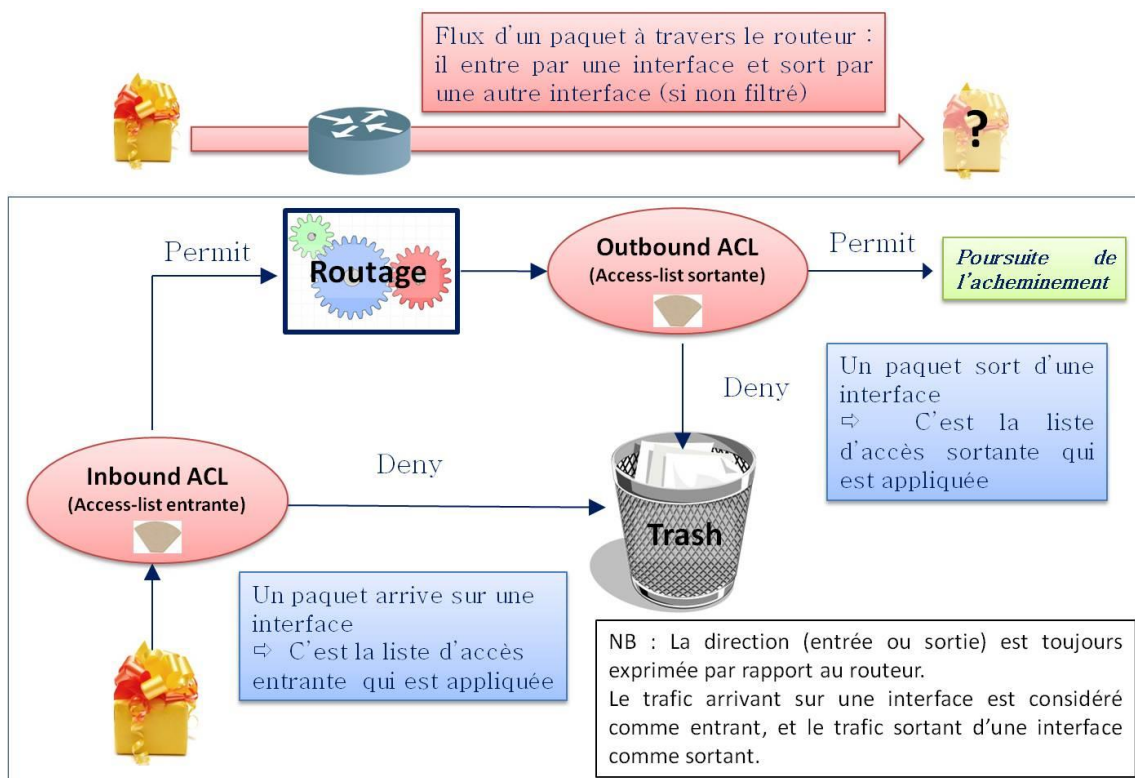 Flux d'un paquet à travers le routeur :
il entre par une interface et sort par
une autre interface (si non filtré)
?
Permit
Routage
Outbound ACL
(Access-list sortante)
Permit
Poursuite de
l'acheminement
Deny
Un paquet sort d'une
interface
⇨ C'est la liste
d'accès sortante qui
est appliquée
Inbound ACL
(Access-list entrante)
Deny
Trash
Un paquet arrive sur une
interface
⇨ C'est la liste d'accès
entrante qui est appliquée
NB : La direction (entrée ou sortie) est toujours
exprimée par rapport au routeur.
Le trafic arrivant sur une interface est considéré
comme entrant, et le trafic sortant d'une interface
comme sortant.